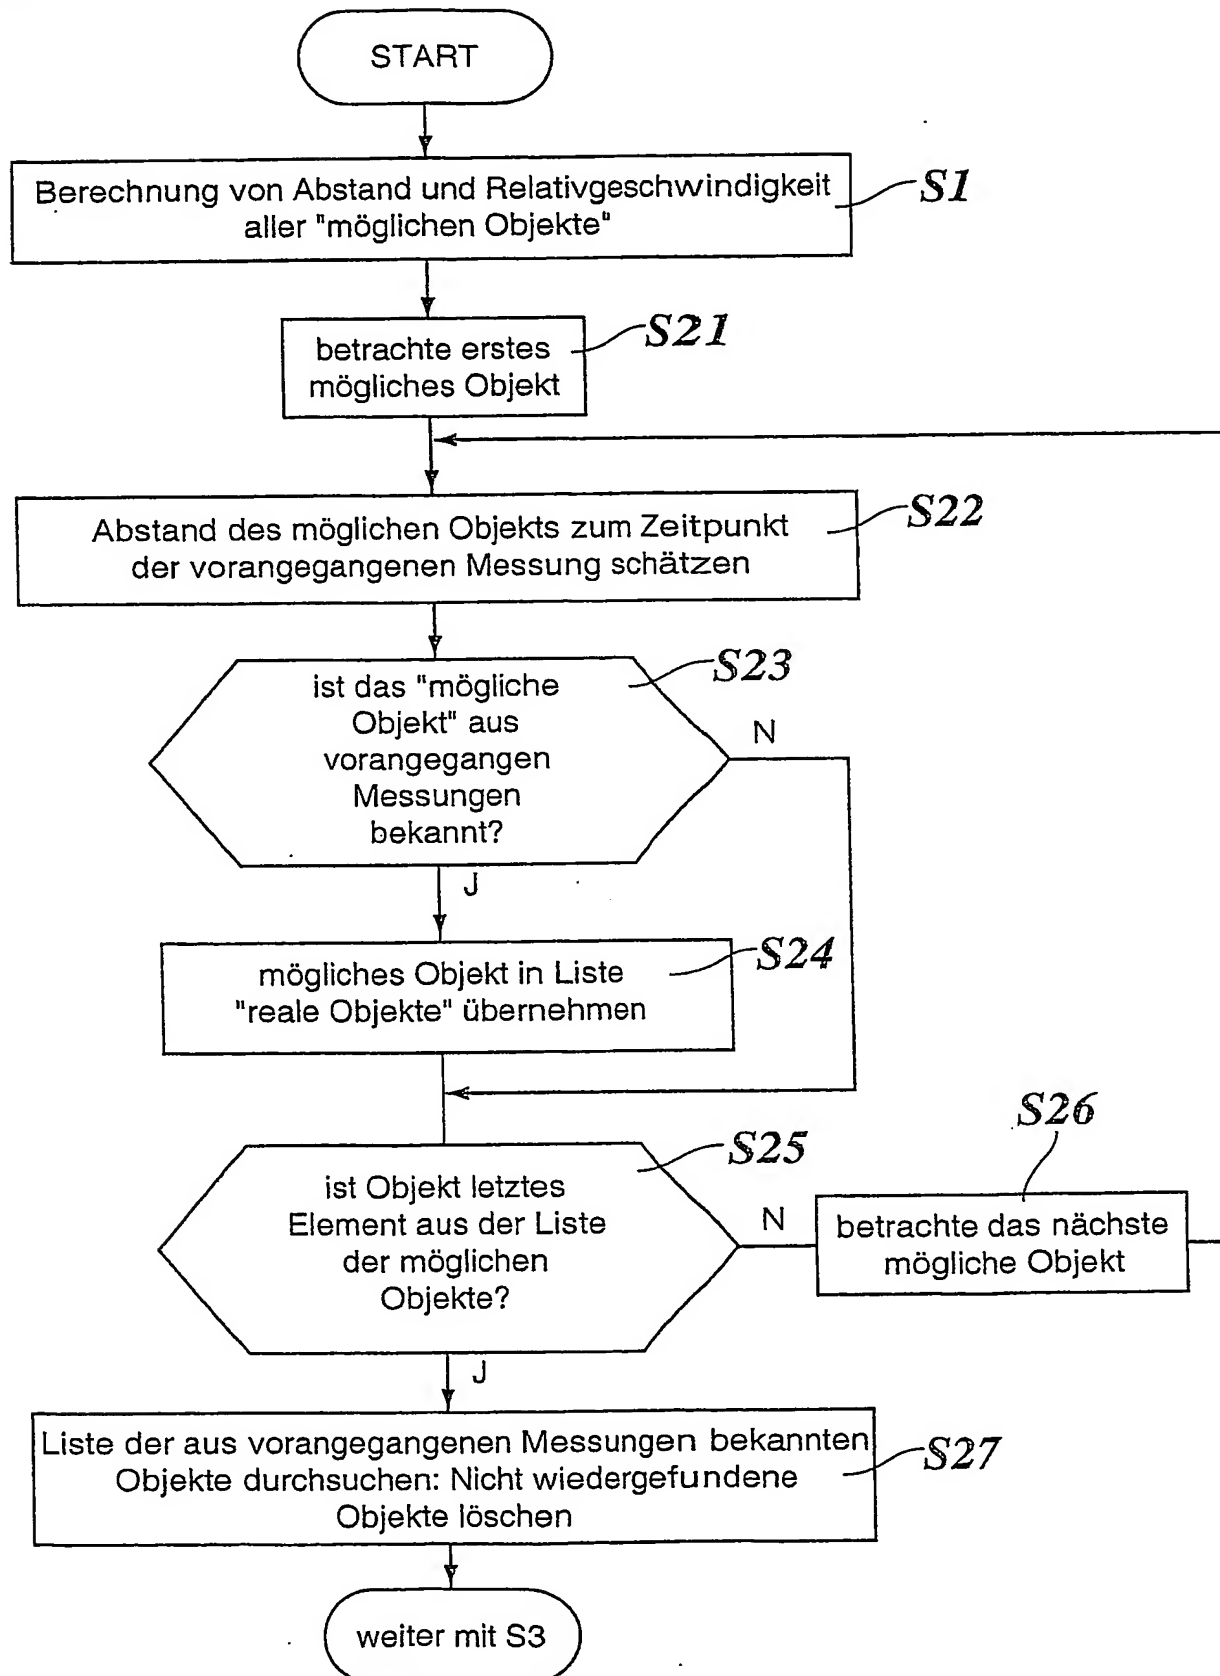 START
Berechnung von Abstand und Relativgeschwindigkeit
aller "möglichen Objekte"
S1
betrachte erstes
mögliches Objekt
S21
Abstand des möglichen Objekts zum Zeitpunkt
der vorangegangenen Messung schätzen
S22
ist das "mögliche
Objekt" aus
vorangegangen
Messungen
bekannt?
S23
N
J
mögliches Objekt in Liste
"reale Objekte" übernehmen
S24
ist Objekt letztes
Element aus der Liste
der möglichen
Objekte?
S25
N
betrachte das nächste
mögliche Objekt
S26
J
Liste der aus vorangegangenen Messungen bekannten
Objekte durchsuchen: Nicht wiedergefundene
Objekte löschen
S27
weiter mit S3